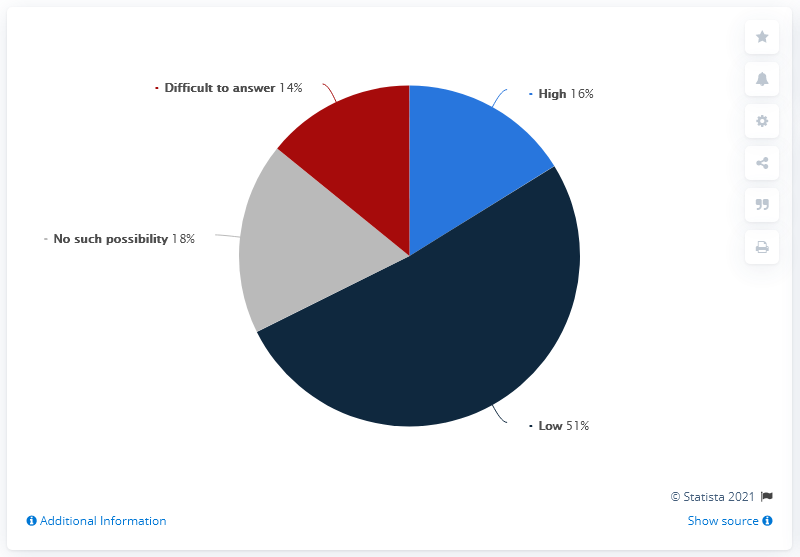 Difficult to answer 14%
High 16%
No such possibility 18%
Low 51%
© Statista 2021
Additional Information
Show source